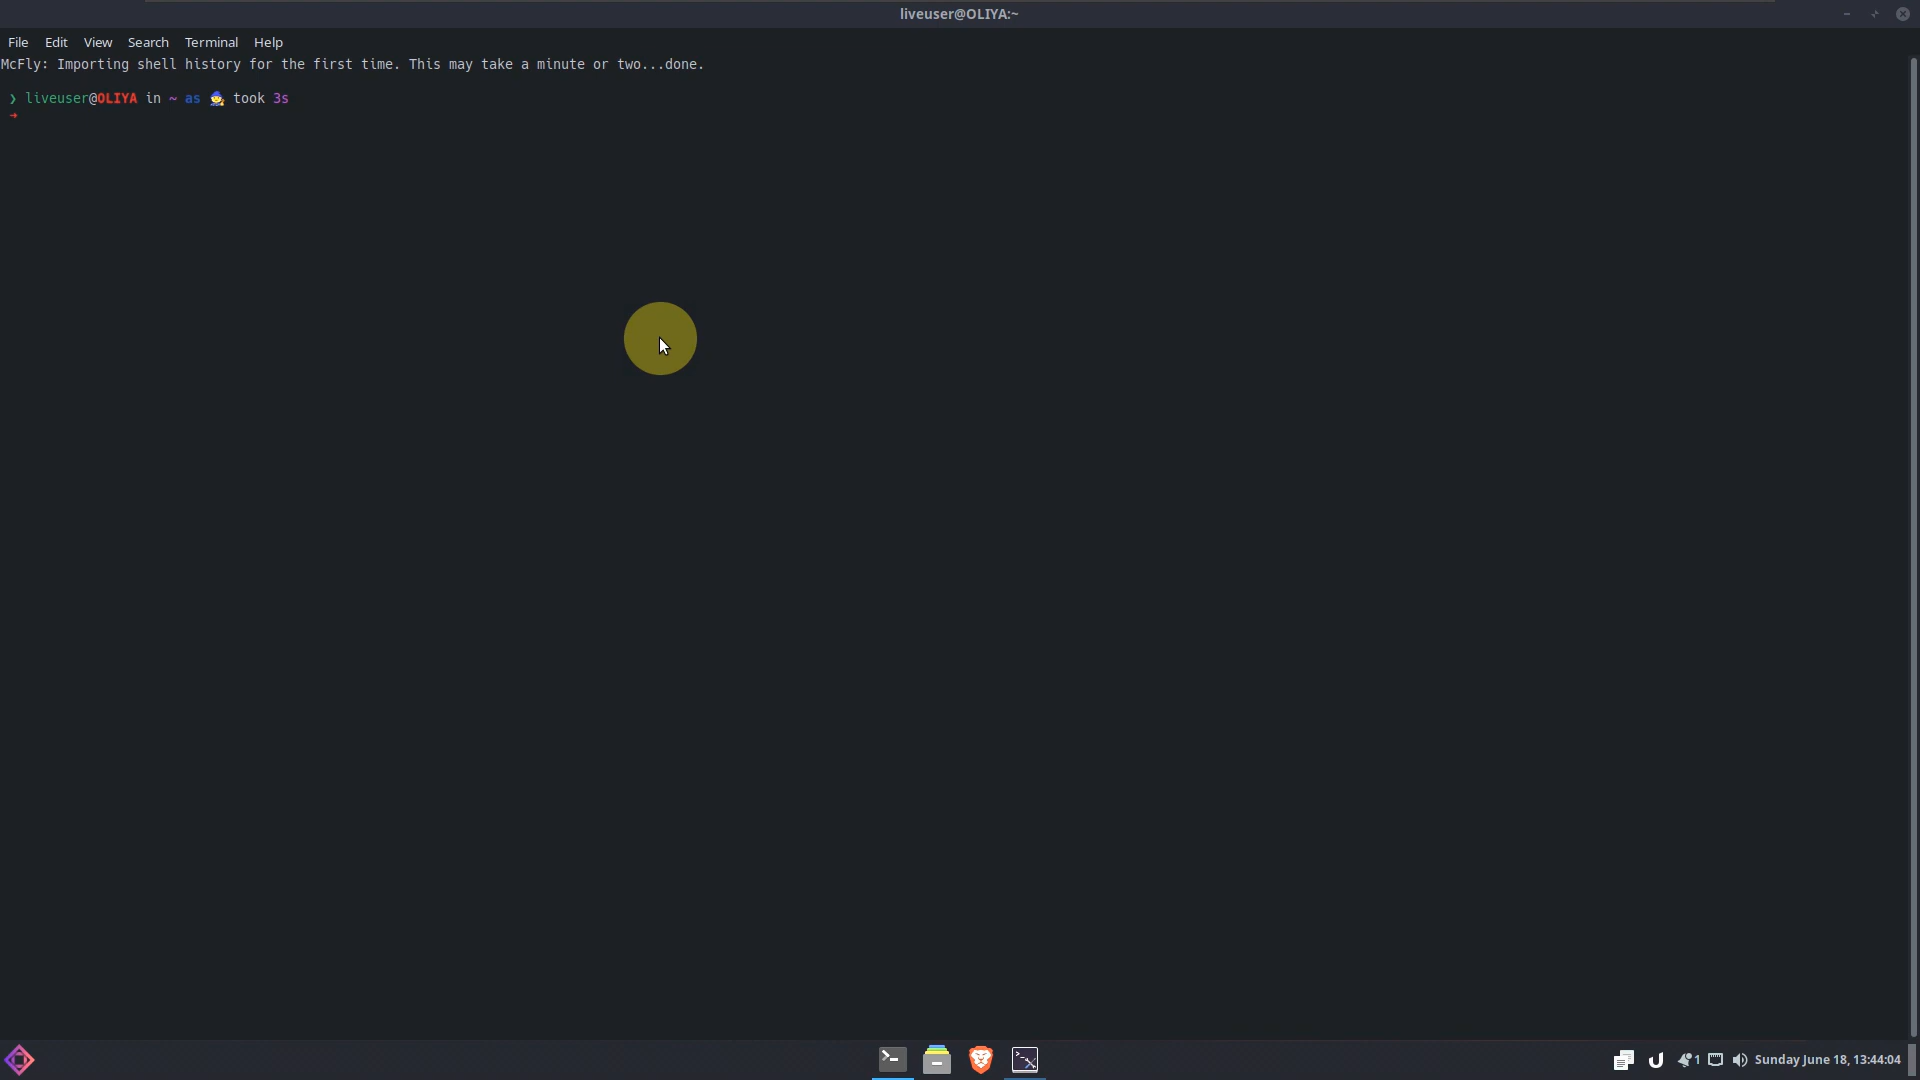 liveuser@OLIYA:~
File Edit View Search Terminal Help
McFly: Importing shell history for the first time. This may take a minute or two...done.
❯ liveuser@OLIYA in ~ as 🧙 took 3s
➜
1 Sunday June 18, 13:44:04